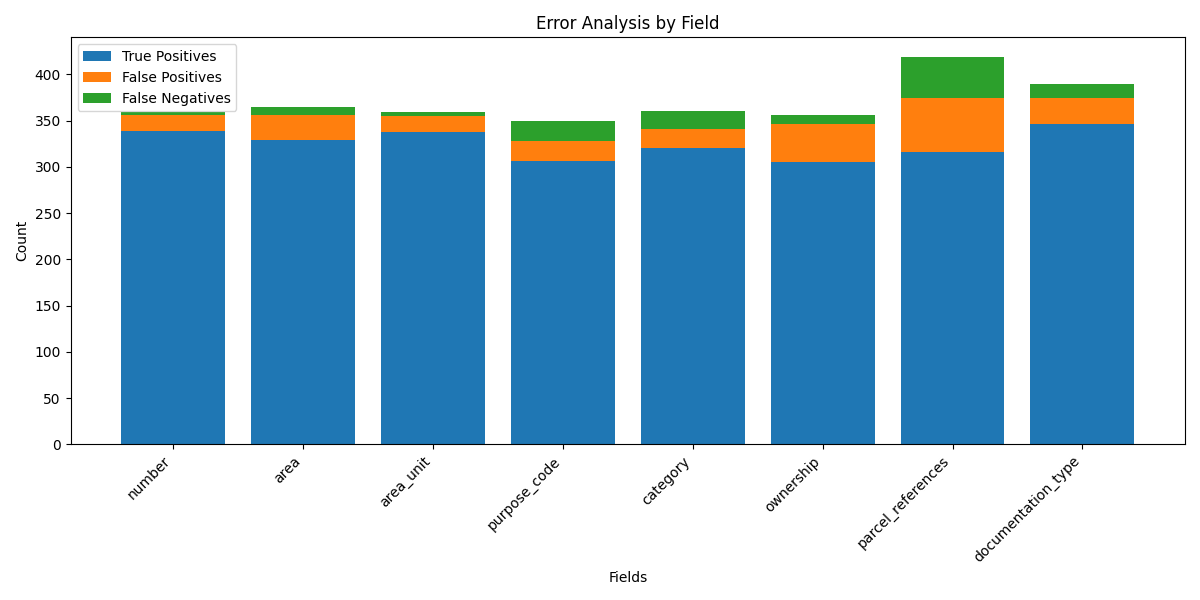 Error Analysis by Field
True Positives
False Positives
False Negatives
Count
400
350
300
250
200
150
100
50
0
number
area
area_unit
purpose_code
category
ownership
parcel_references
documentation_type
Fields